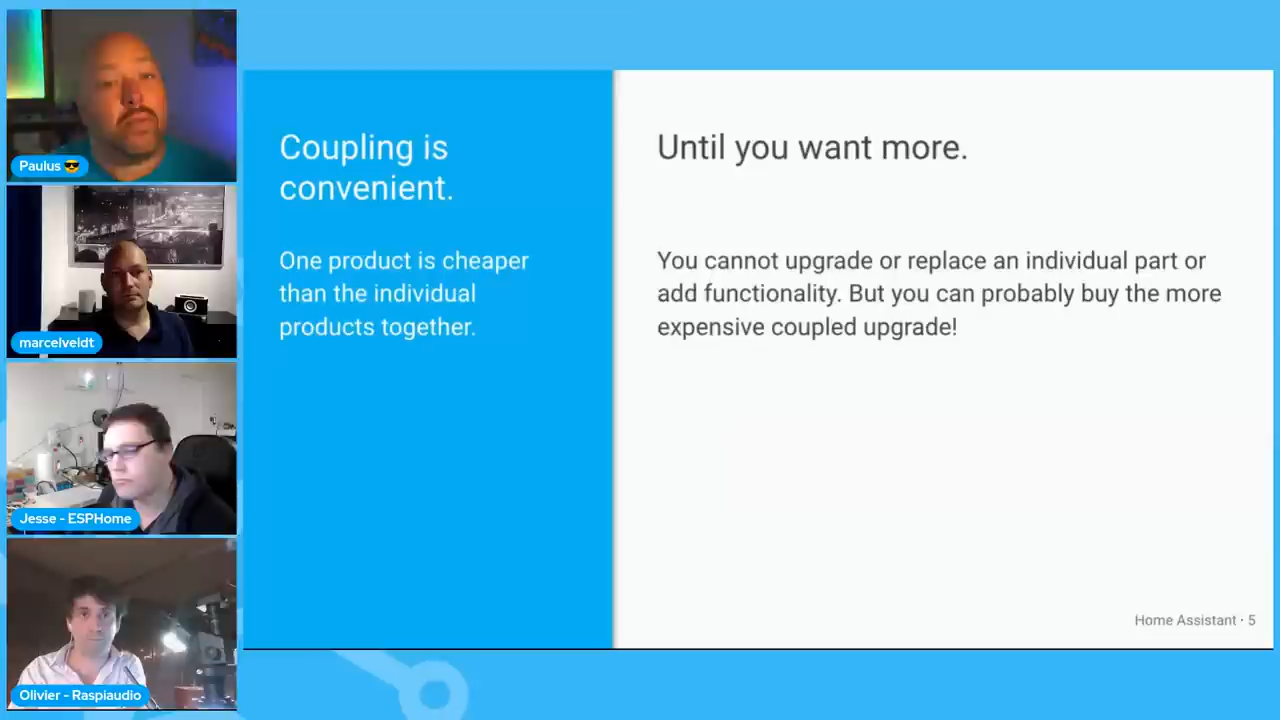 Paulus 😎
marcelveldt
Jesse - ESPHome
Olivier - Raspiaudio
Coupling is
convenient.
One product is cheaper
than the individual
products together.
Until you want more.
You cannot upgrade or replace an individual part or
add functionality. But you can probably buy the more
expensive coupled upgrade!
Home Assistant · 5